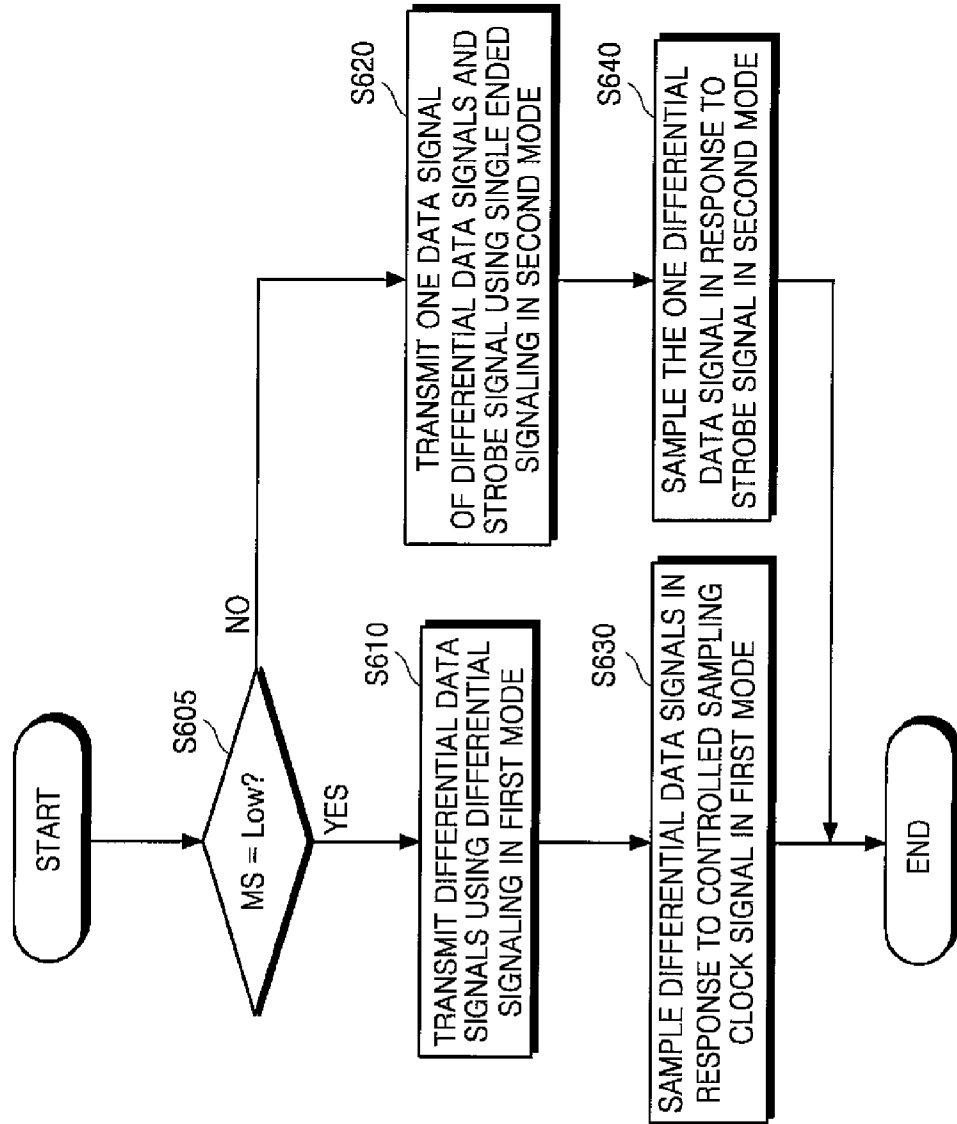 START
S605
MS = Low?
NO
YES
S610
TRANSMIT DIFFERENTIAL DATA
SIGNALS USING DIFFERENTIAL
SIGNALING IN FIRST MODE
S620
TRANSMIT ONE DATA SIGNAL
OF DIFFERENTIAL DATA SIGNALS AND
STROBE SIGNAL USING SINGLE ENDED
SIGNALING IN SECOND MODE
S630
SAMPLE DIFFERENTIAL DATA SIGNALS IN
RESPONSE TO CONTROLLED SAMPLING
CLOCK SIGNAL IN FIRST MODE
S640
SAMPLE THE ONE DIFFERENTIAL
DATA SIGNAL IN RESPONSE TO
STROBE SIGNAL IN SECOND MODE
END